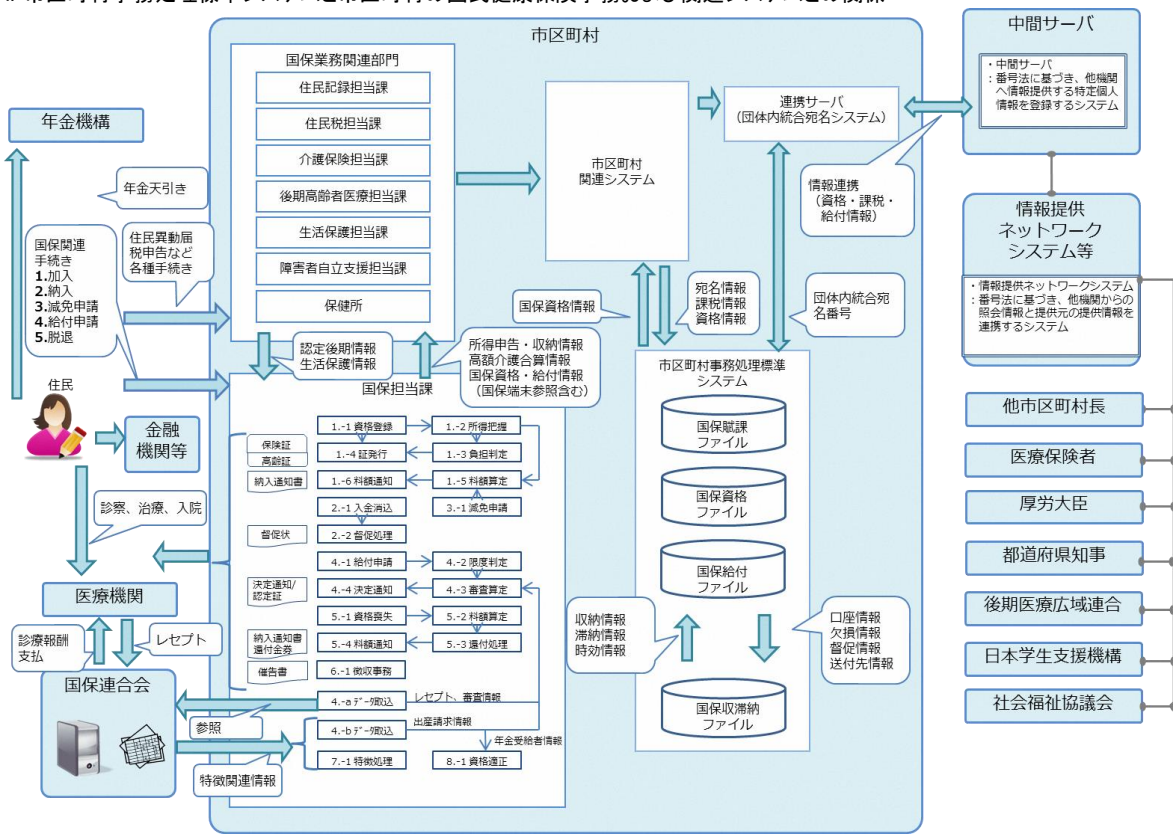 市区町村
中間サーバ
・中間サーバ
：番号法に基づき、他機関
へ情報提供する特定個人
情報を登録するシステム
国保業務関連部門
住民記録担当課
住民税担当課
介護保険担当課
後期高齢者医療担当課
生活保護担当課
障害者自立支援担当課
保健所
年金機構
年金天引き
国保関連
手続き
1.加入
2.納入
3.減免申請
4.給付申請
5.脱退
住民異動届
税申告など
各種手続き
市区町村
関連システム
連携サーバ
(団体内統合宛名システム)
情報連携
（資格・課税・
給付情報）
情報提供
ネットワーク
システム等
・情報提供ネットワークシステム
：番号法に基づき、他機関からの
照会情報と提供元の提供情報を
連携するシステム
国保資格情報
宛名情報
課税情報
資格情報
団体内統合宛
名番号
認定後期情報
生活保護情報
所得申告・収納情報
高額介護合算情報
国保資格・給付情報
（国保端末参照含む）
住民
金融
機関等
診察、治療、入院
医療機関
診療報酬
支払
レセプト
国保連合会
参照
特徴関連情報
国保担当課
保険証
高齢証
納入通知書
督促状
決定通知/
認定証
納入通知書
還付金券
催告書
1.-1 資格登録
1.-2 所得把握
1.-4 証発行
1.-3 負担判定
1.-6 料額通知
1.-5 料額算定
2.-1 入金消込
3.-1 減免申請
2.-2 督促処理
4.-1 給付申請
4.-2 限度判定
4.-4 決定通知
4.-3 審査算定
5.-1 資格喪失
5.-2 料額算定
5.-4 料額通知
5.-3 還付処理
6.-1 徴収事務
4.-a データ取込
レセプト、審査情報
4.-b データ取込
出産請求情報
年金受給者情報
7.-1 特徴処理
8.-1 資格適正
市区町村事務処理標準
システム
国保賦課
ファイル
国保資格
ファイル
国保給付
ファイル
収納情報
滞納情報
時効情報
口座情報
欠損情報
督促情報
送付先情報
国保収滞納
ファイル
他市区町村長
医療保険者
厚労大臣
都道府県知事
後期医療広域連合
日本学生支援機構
社会福祉協議会